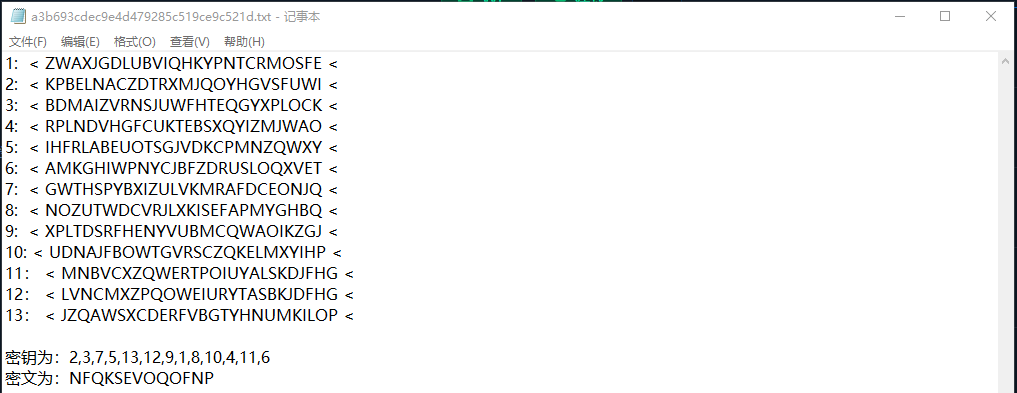 a3b693cdec9e4d479285c519ce9c521d.txt - 记事本
文件(F) 编辑(E) 格式(O) 查看(V) 帮助(H)
1: < ZWAXJGDLUBVIQHKYPNTCRMOSFE <
2: < KPBELNACZDTRXMJQOYHGVSFUWI <
3: < BDMAIZVRNSJUWFHTEQGYXPLOCK <
4: < RPLNDVHGFCUKTEBSXQYIZMJWAO <
5: < IHFRLABEUOTSGJVDKCPMNZQWXY <
6: < AMKGHIWPNYCJBFZDRUSLOQXVET <
7: < GWTHSPYBXIZULVKMRAFDCEONJQ <
8: < NOZUTWDCVRJLXKISEFAPMYGHBQ <
9: < XPLTDSRFHENYVUBMCQWAOIKZGJ <
10: < UDNAJFBOWTGVRSCZQKELMXYIHP <
11： < MNBVCXZQWERTPOIUYALSKDJFHG <
12： < LVNCMXZPQOWEIURYTASBKJDFHG <
13： < JZQAWSXCDERFVBGTYHNUMKILOP <
密钥为：2,3,7,5,13,12,9,1,8,10,4,11,6
密文为：NFQKSEVOQOFNP